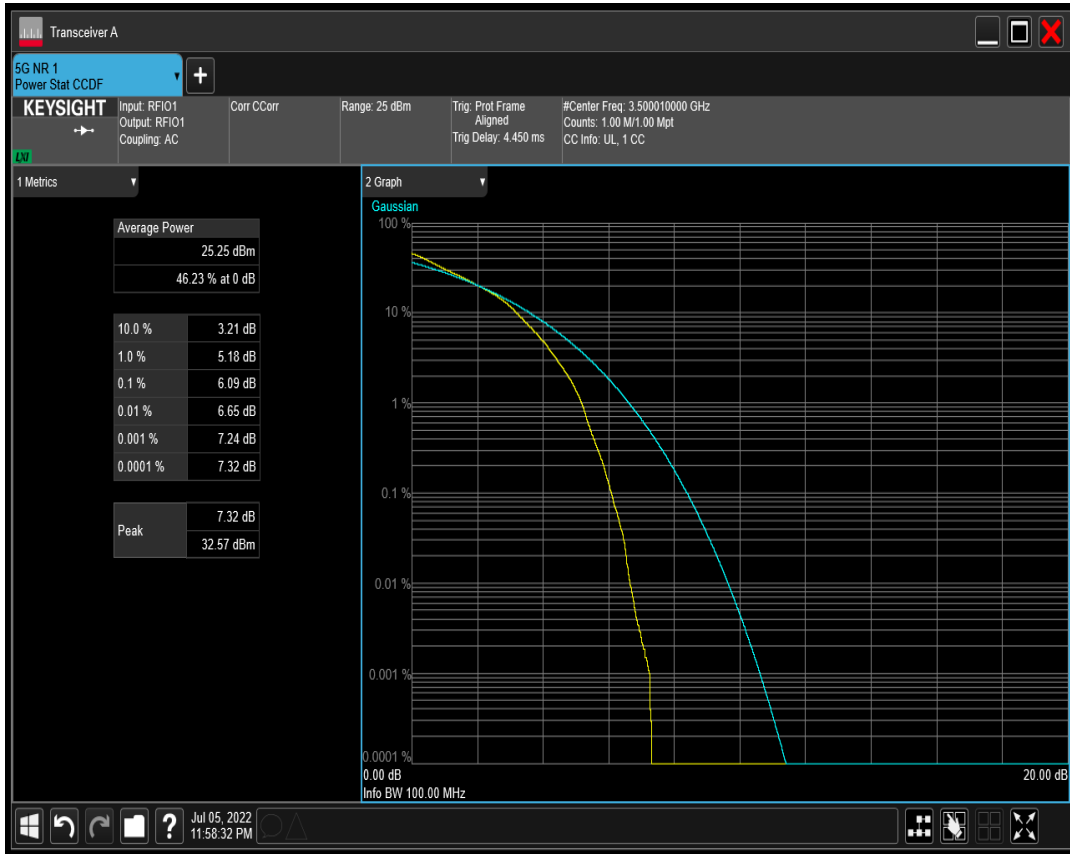 Transceiver A
5G NR 1
Power Stat CCDF
+
KEYSIGHT
LXI
Input: RFIO1
Output: RFIO1
Coupling: AC
Corr CCorr
Range: 25 dBm
Trig: Prot Frame
Aligned
Trig Delay: 4.450 ms
#Center Freq: 3.500010000 GHz
Counts: 1.00 M/1.00 Mpt
CC Info: UL, 1 CC
1 Metrics
Average Power
25.25 dBm
46.23 % at 0 dB
10.0 % 3.21 dB
1.0 % 5.18 dB
0.1 % 6.09 dB
0.01 % 6.65 dB
0.001 % 7.24 dB
0.0001 % 7.32 dB
Peak
7.32 dB
32.57 dBm
2 Graph
Gaussian
100 %
10 %
1 %
0.1 %
0.01 %
0.001 %
0.0001 %
0.00 dB 20.00 dB
Info BW 100.00 MHz
?
Jul 05, 2022
11:58:32 PM